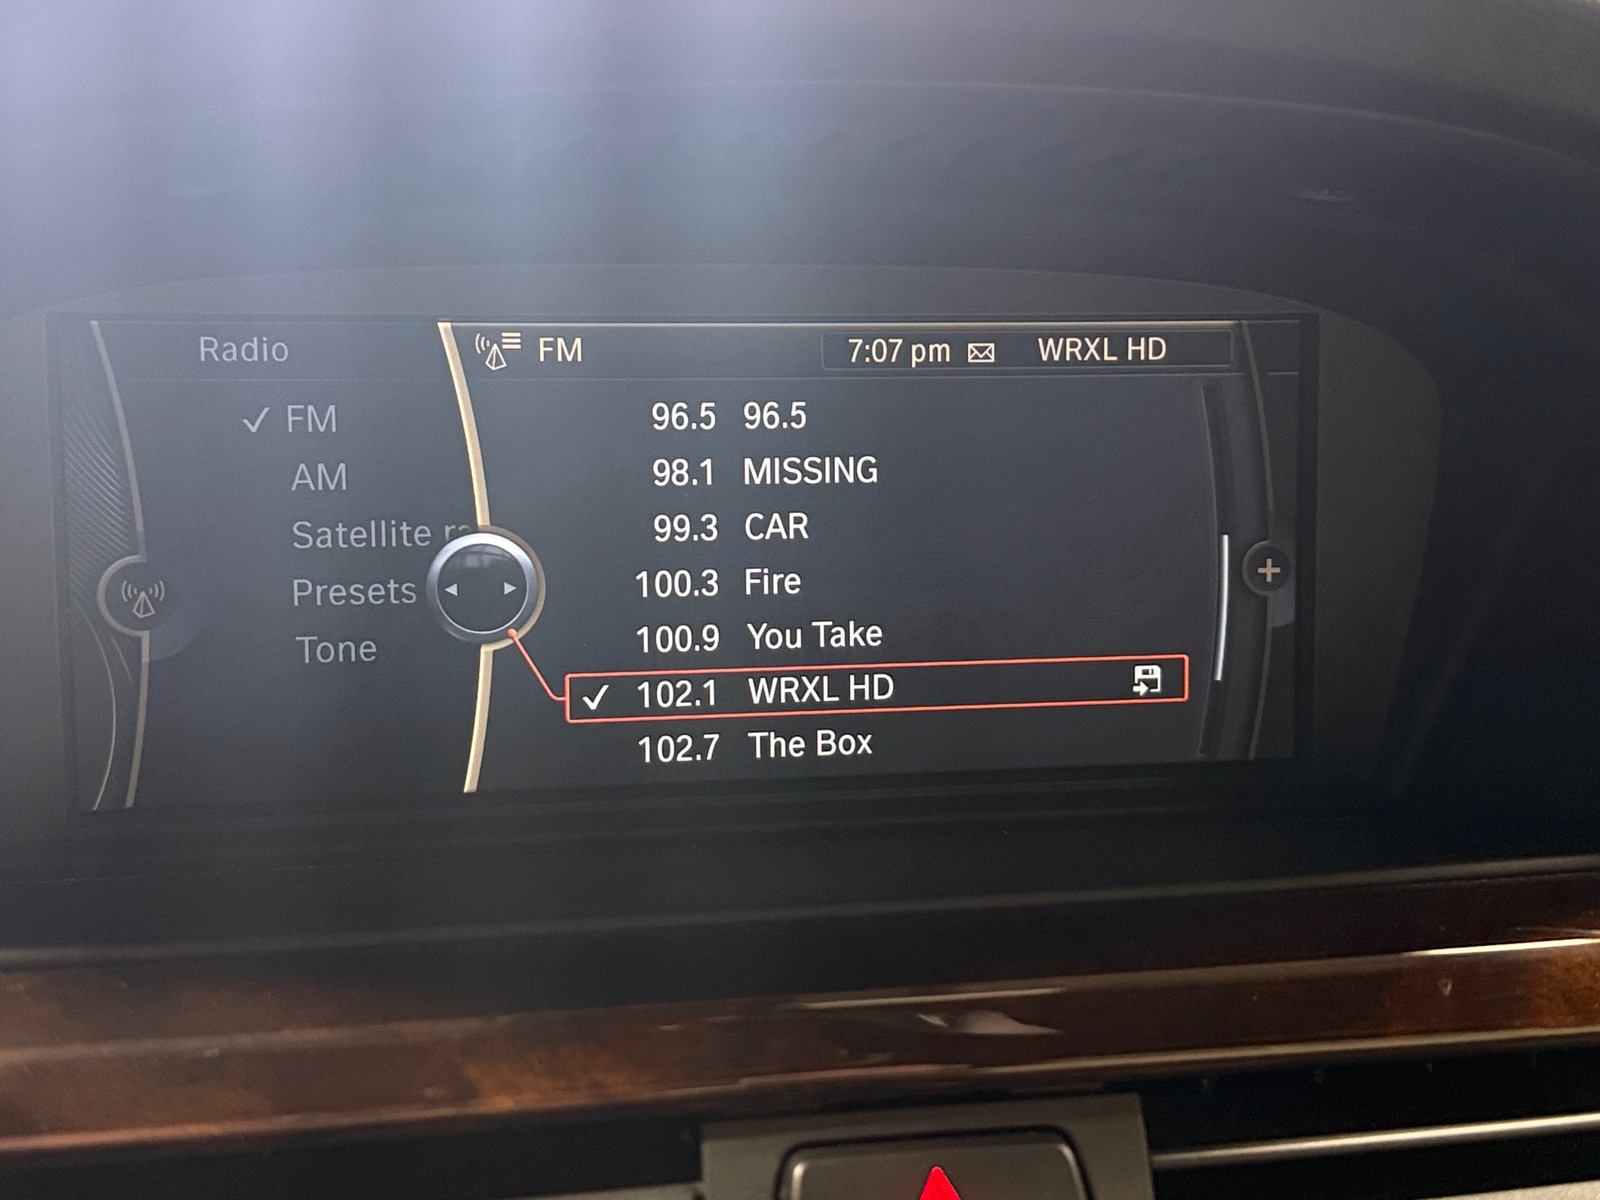 Radio
FM
7:07 pm
WRXL HD
FM
AM
Satellite
Presets
Tone
96.5 96.5
98.1 MISSING
99.3 CAR
100.3 Fire
100.9 You Take
102.1 WRXL HD
102.7 The Box